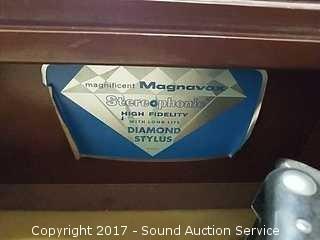 magnificent Magnavox
Stereophonic
HIGH FIDELITY
WITH LONG LIFE
DIAMOND
STYLUS
Copyright 2017 - Sound Auction Service